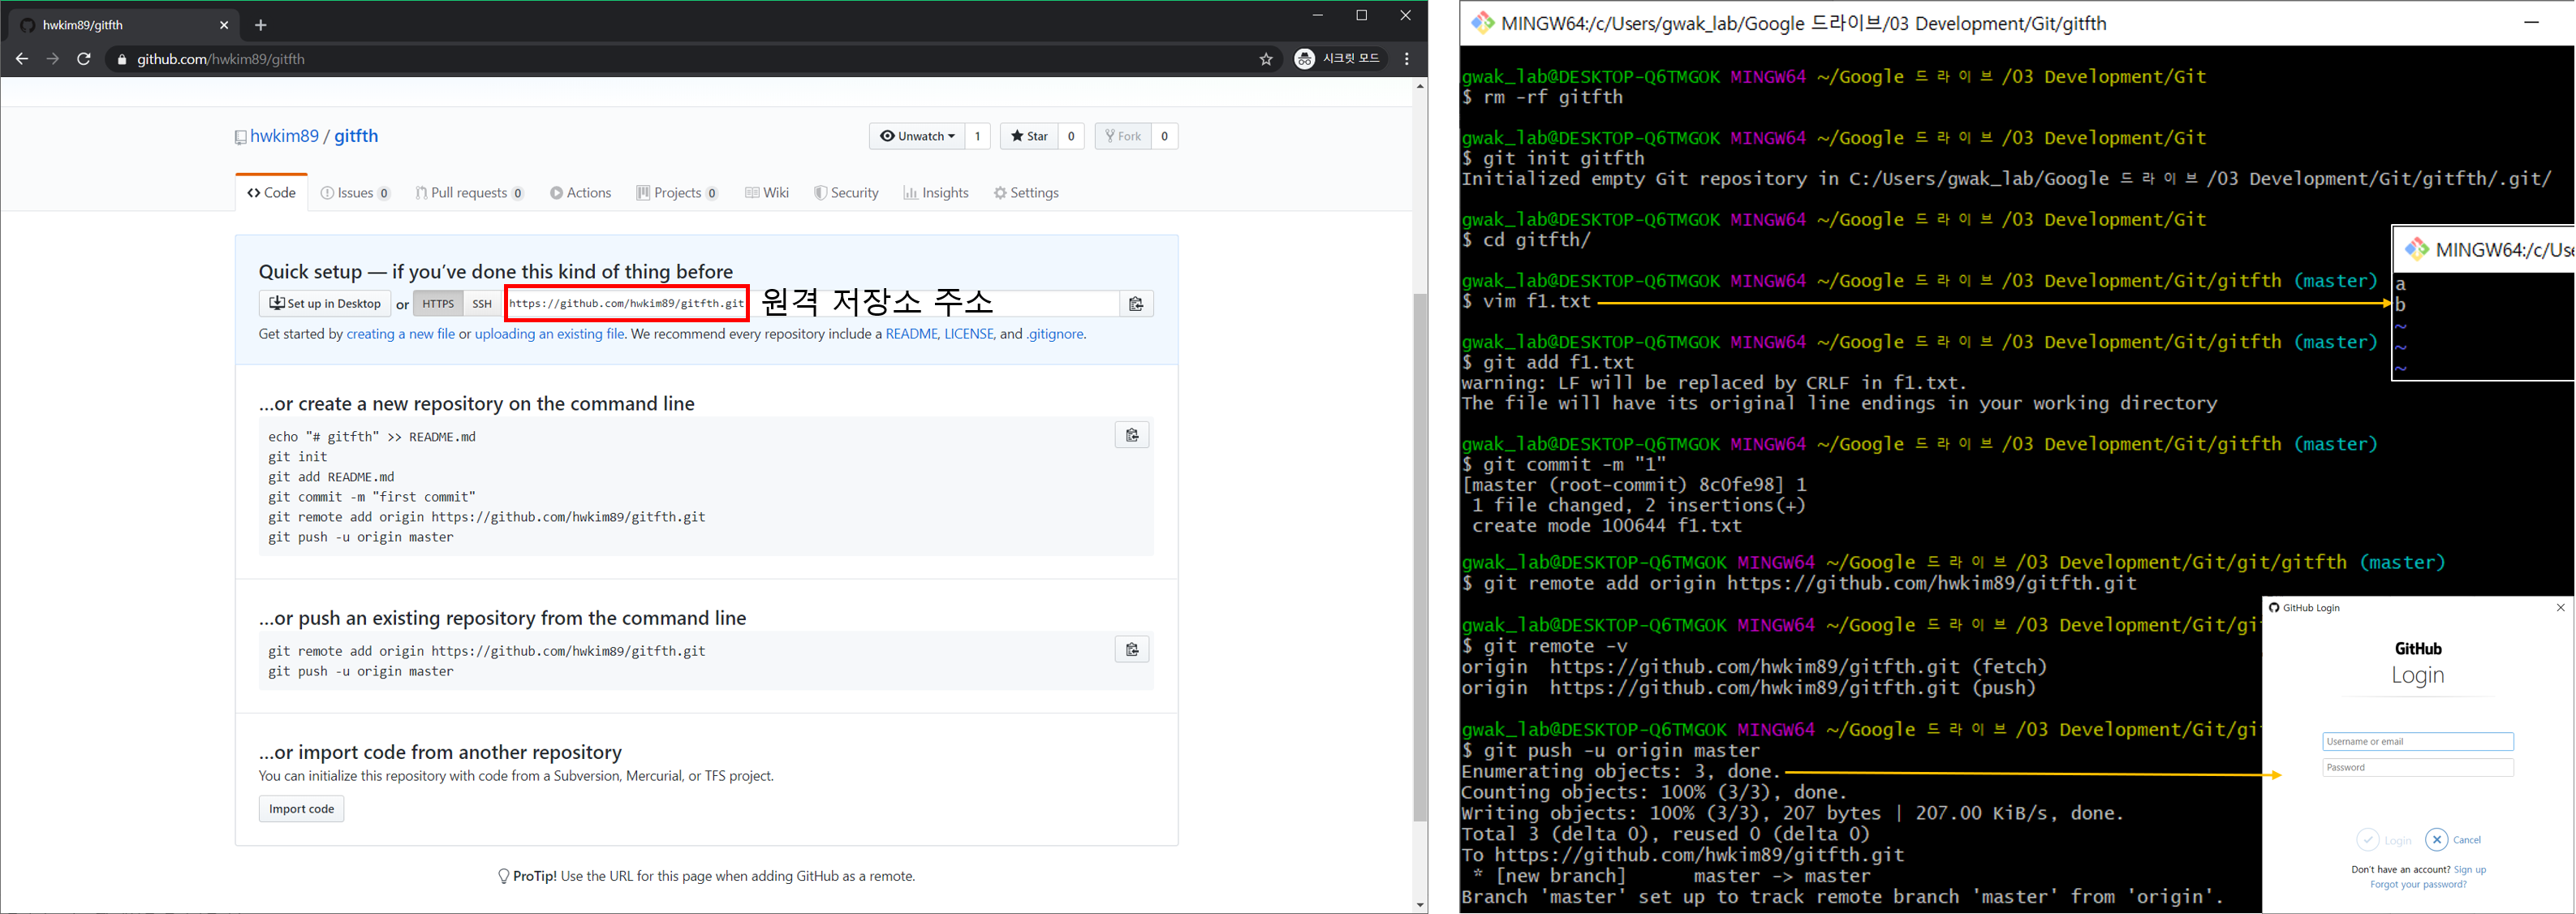 hwkim89/gitfth
github.com/hwkim89/gitfth
시크릿 모드
hwkim89 / gitfth
Unwatch 1 Star 0 Fork 0
Code Issues 0 Pull requests 0 Actions Projects 0 Wiki Security Insights Settings
Quick setup — if you’ve done this kind of thing before
Set up in Desktop or HTTPS SSH https://github.com/hwkim89/gitfth.git 원격 저장소 주소
Get started by creating a new file or uploading an existing file. We recommend every repository include a README, LICENSE, and .gitignore.
…or create a new repository on the command line
echo "# gitfth" >> README.md
git init
git add README.md
git commit -m "first commit"
git remote add origin https://github.com/hwkim89/gitfth.git
git push -u origin master
…or push an existing repository from the command line
git remote add origin https://github.com/hwkim89/gitfth.git
git push -u origin master
…or import code from another repository
You can initialize this repository with code from a Subversion, Mercurial, or TFS project.
Import code
ProTip! Use the URL for this page when adding GitHub as a remote.
MINGW64:/c/Users/gwak_lab/Google 드라이브/03 Development/Git/gitfth
gwak_lab@DESKTOP-Q6TMGOK MINGW64 ~/Google 드라이브/03 Development/Git
$ rm -rf gitfth
gwak_lab@DESKTOP-Q6TMGOK MINGW64 ~/Google 드라이브/03 Development/Git
$ git init gitfth
Initialized empty Git repository in C:/Users/gwak_lab/Google 드라이브/03 Development/Git/gitfth/.git/
gwak_lab@DESKTOP-Q6TMGOK MINGW64 ~/Google 드라이브/03 Development/Git
$ cd gitfth/
gwak_lab@DESKTOP-Q6TMGOK MINGW64 ~/Google 드라이브/03 Development/Git/gitfth (master)
$ vim f1.txt
MINGW64:/c/Use
a
b
~
~
~
gwak_lab@DESKTOP-Q6TMGOK MINGW64 ~/Google 드라이브/03 Development/Git/gitfth (master)
$ git add f1.txt
warning: LF will be replaced by CRLF in f1.txt.
The file will have its original line endings in your working directory
gwak_lab@DESKTOP-Q6TMGOK MINGW64 ~/Google 드라이브/03 Development/Git/gitfth (master)
$ git commit -m "1"
[master (root-commit) 8c0fe98] 1
1 file changed, 2 insertions(+)
create mode 100644 f1.txt
gwak_lab@DESKTOP-Q6TMGOK MINGW64 ~/Google 드라이브/03 Development/Git/git/gitfth (master)
$ git remote add origin https://github.com/hwkim89/gitfth.git
gwak_lab@DESKTOP-Q6TMGOK MINGW64 ~/Google 드라이브/03 Development/Git/git
$ git remote -v
origin https://github.com/hwkim89/gitfth.git (fetch)
origin https://github.com/hwkim89/gitfth.git (push)
gwak_lab@DESKTOP-Q6TMGOK MINGW64 ~/Google 드라이브/03 Development/Git/git
$ git push -u origin master
Enumerating objects: 3, done.
Counting objects: 100% (3/3), done.
Writing objects: 100% (3/3), 207 bytes | 207.00 KiB/s, done.
Total 3 (delta 0), reused 0 (delta 0)
To https://github.com/hwkim89/gitfth.git
* [new branch] master -> master
Branch 'master' set up to track remote branch 'master' from 'origin'.
GitHub Login
GitHub
Login
Username or email
Password
Login Cancel
Don't have an account? Sign up
Forgot your password?